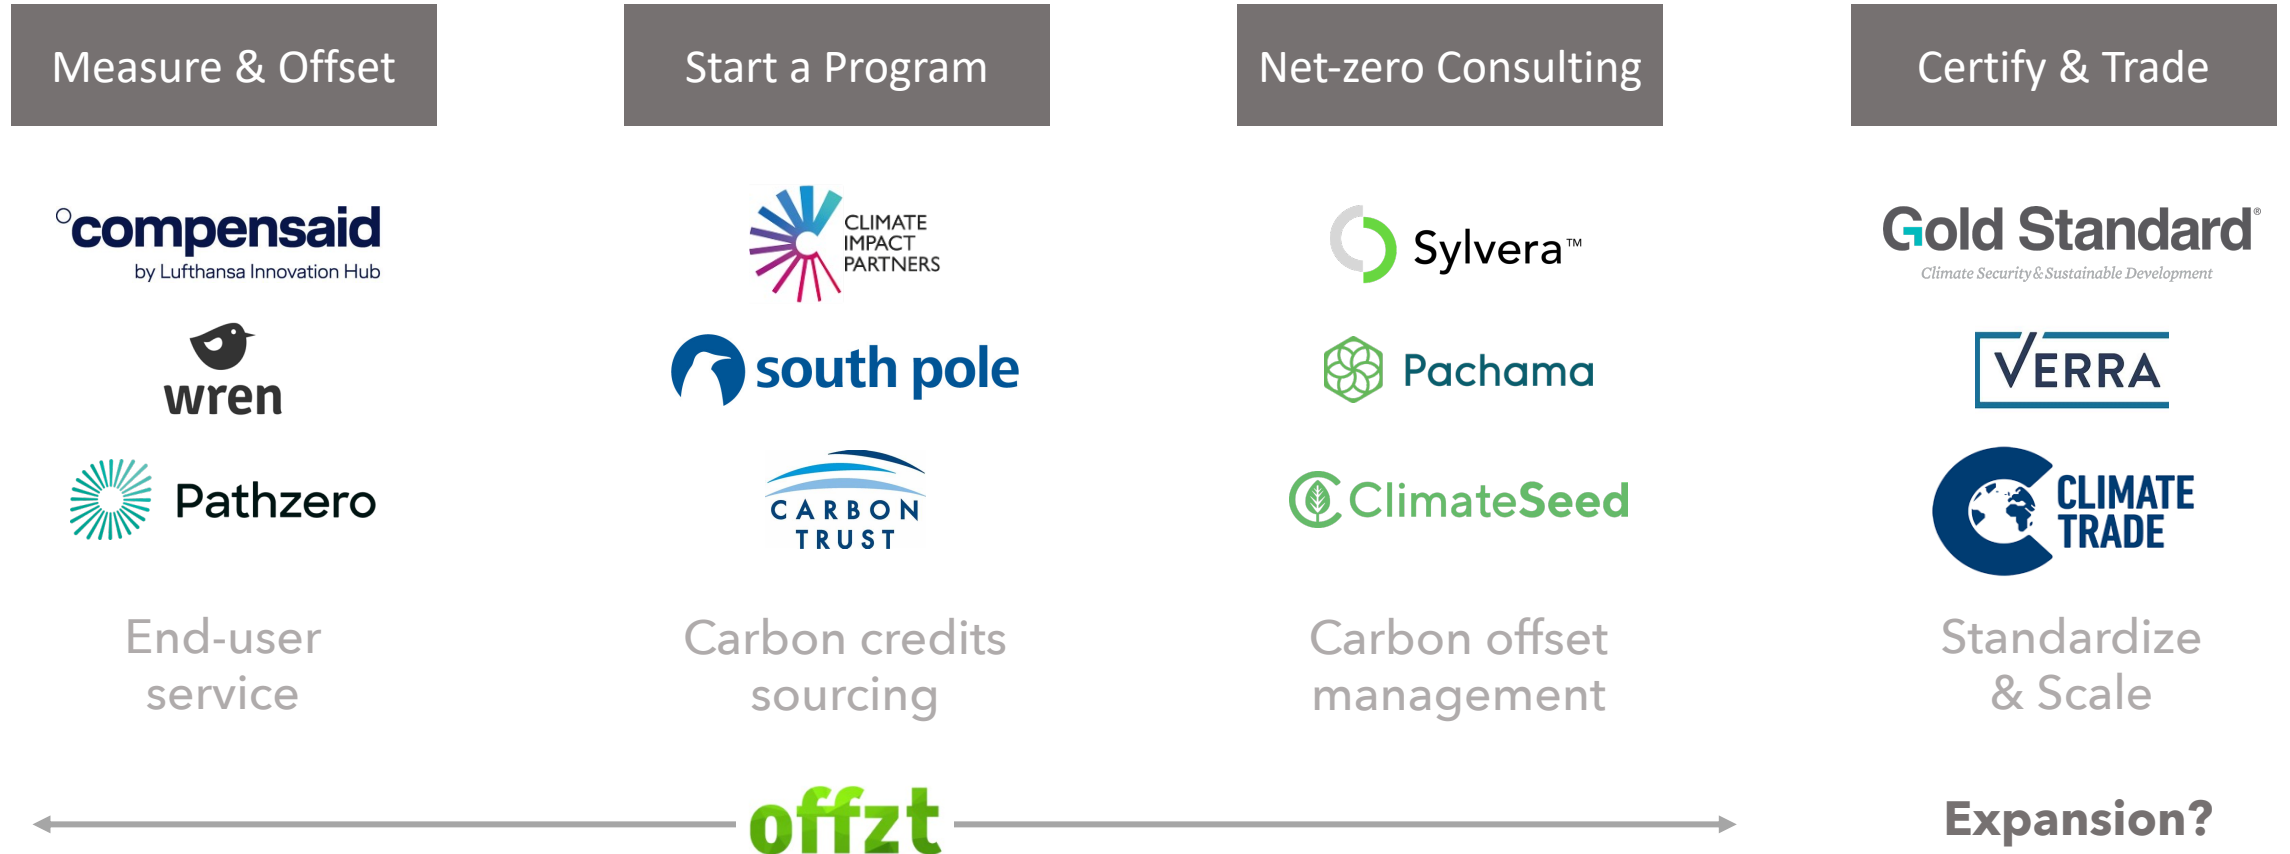 Measure & Offset
Start a Program
Net-zero Consulting
Certify & Trade
compensaid
by Lufthansa Innovation Hub
wren
Pathzero
CLIMATE
IMPACT
PARTNERS
south pole
CARBON
TRUST
Sylvera™
Pachama
ClimateSeed
Gold Standard®
Climate Security & Sustainable Development
VERRA
CLIMATE
TRADE
End-user
service
Carbon credits
sourcing
Carbon offset
management
Standardize
& Scale
offzt
Expansion?